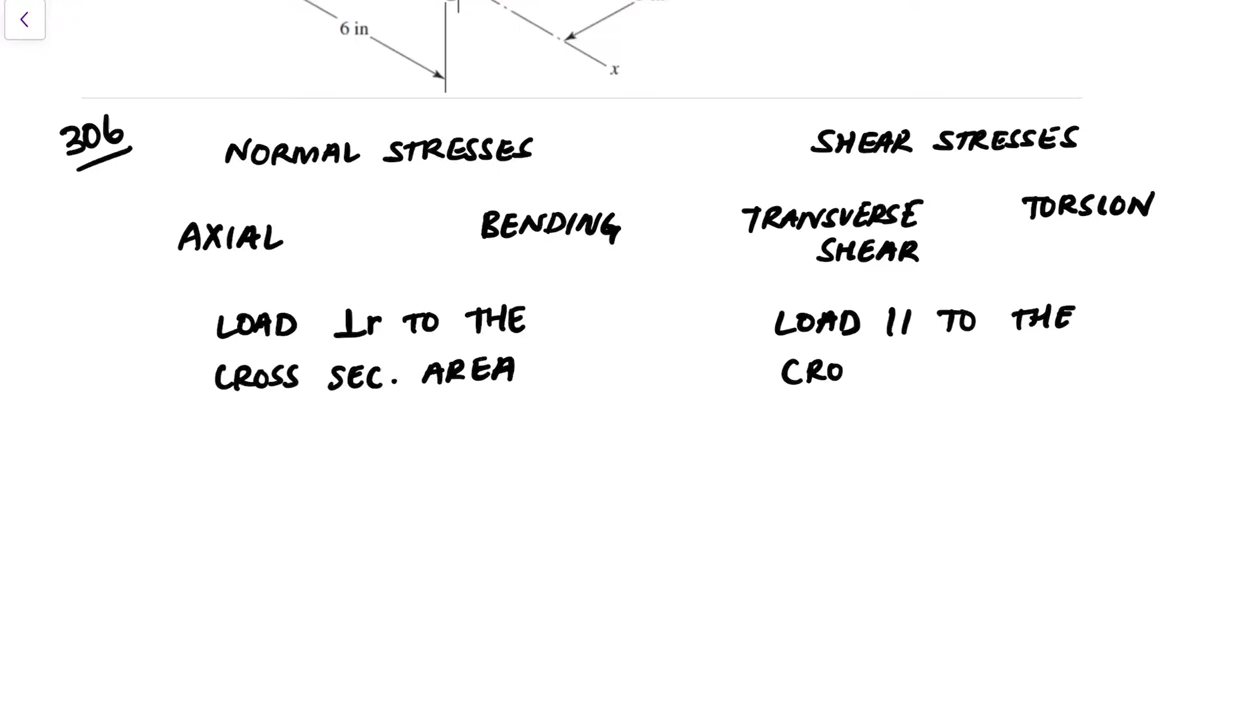 6 in
x
306
NORMAL STRESSES
SHEAR STRESSES
AXIAL
BENDING
TRANSVERSE
SHEAR
TORSION
LOAD ⊥r TO THE
CROSS SEC. AREA
LOAD || TO THE
CRO